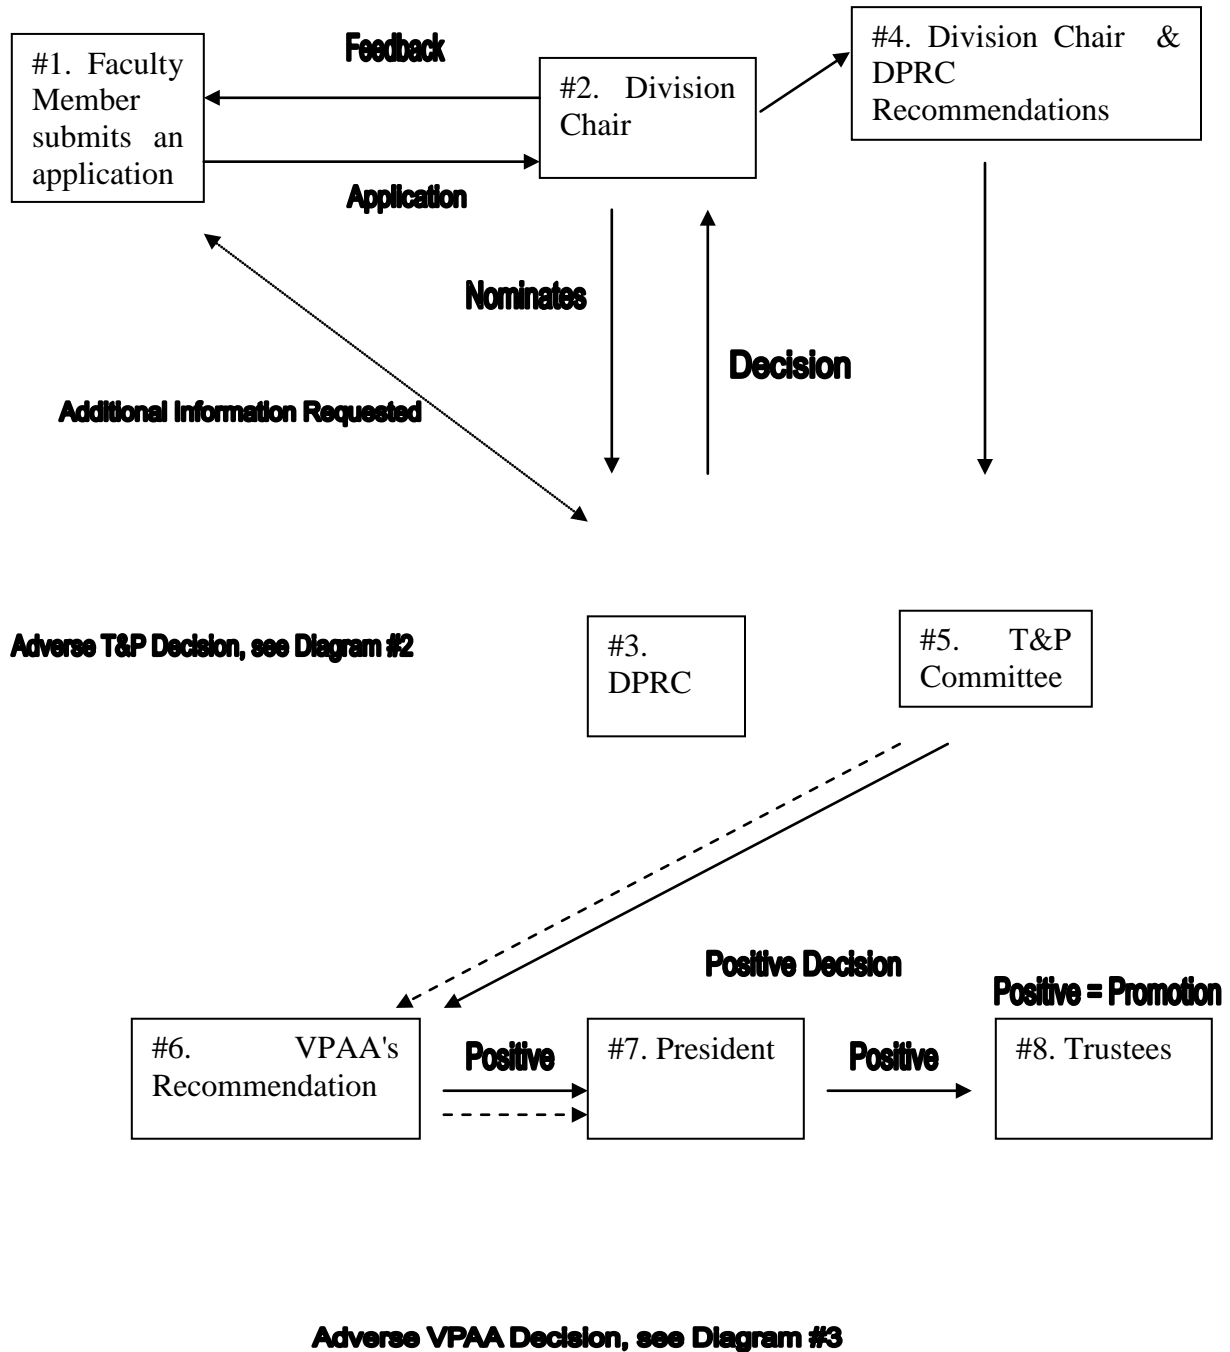 #1. Faculty
Member
submits an
application
Feedback
#2. Division
Chair
#4. Division Chair &
DPRC
Recommendations
Application
Nominates
Decision
Additional Information Requested
Adverse T&P Decision, see Diagram #2
#3.
DPRC
#5. T&P
Committee
Positive Decision
Positive = Promotion
#6. VPAA's
Recommendation
Positive
#7. President
Positive
#8. Trustees
Adverse VPAA Decision, see Diagram #3